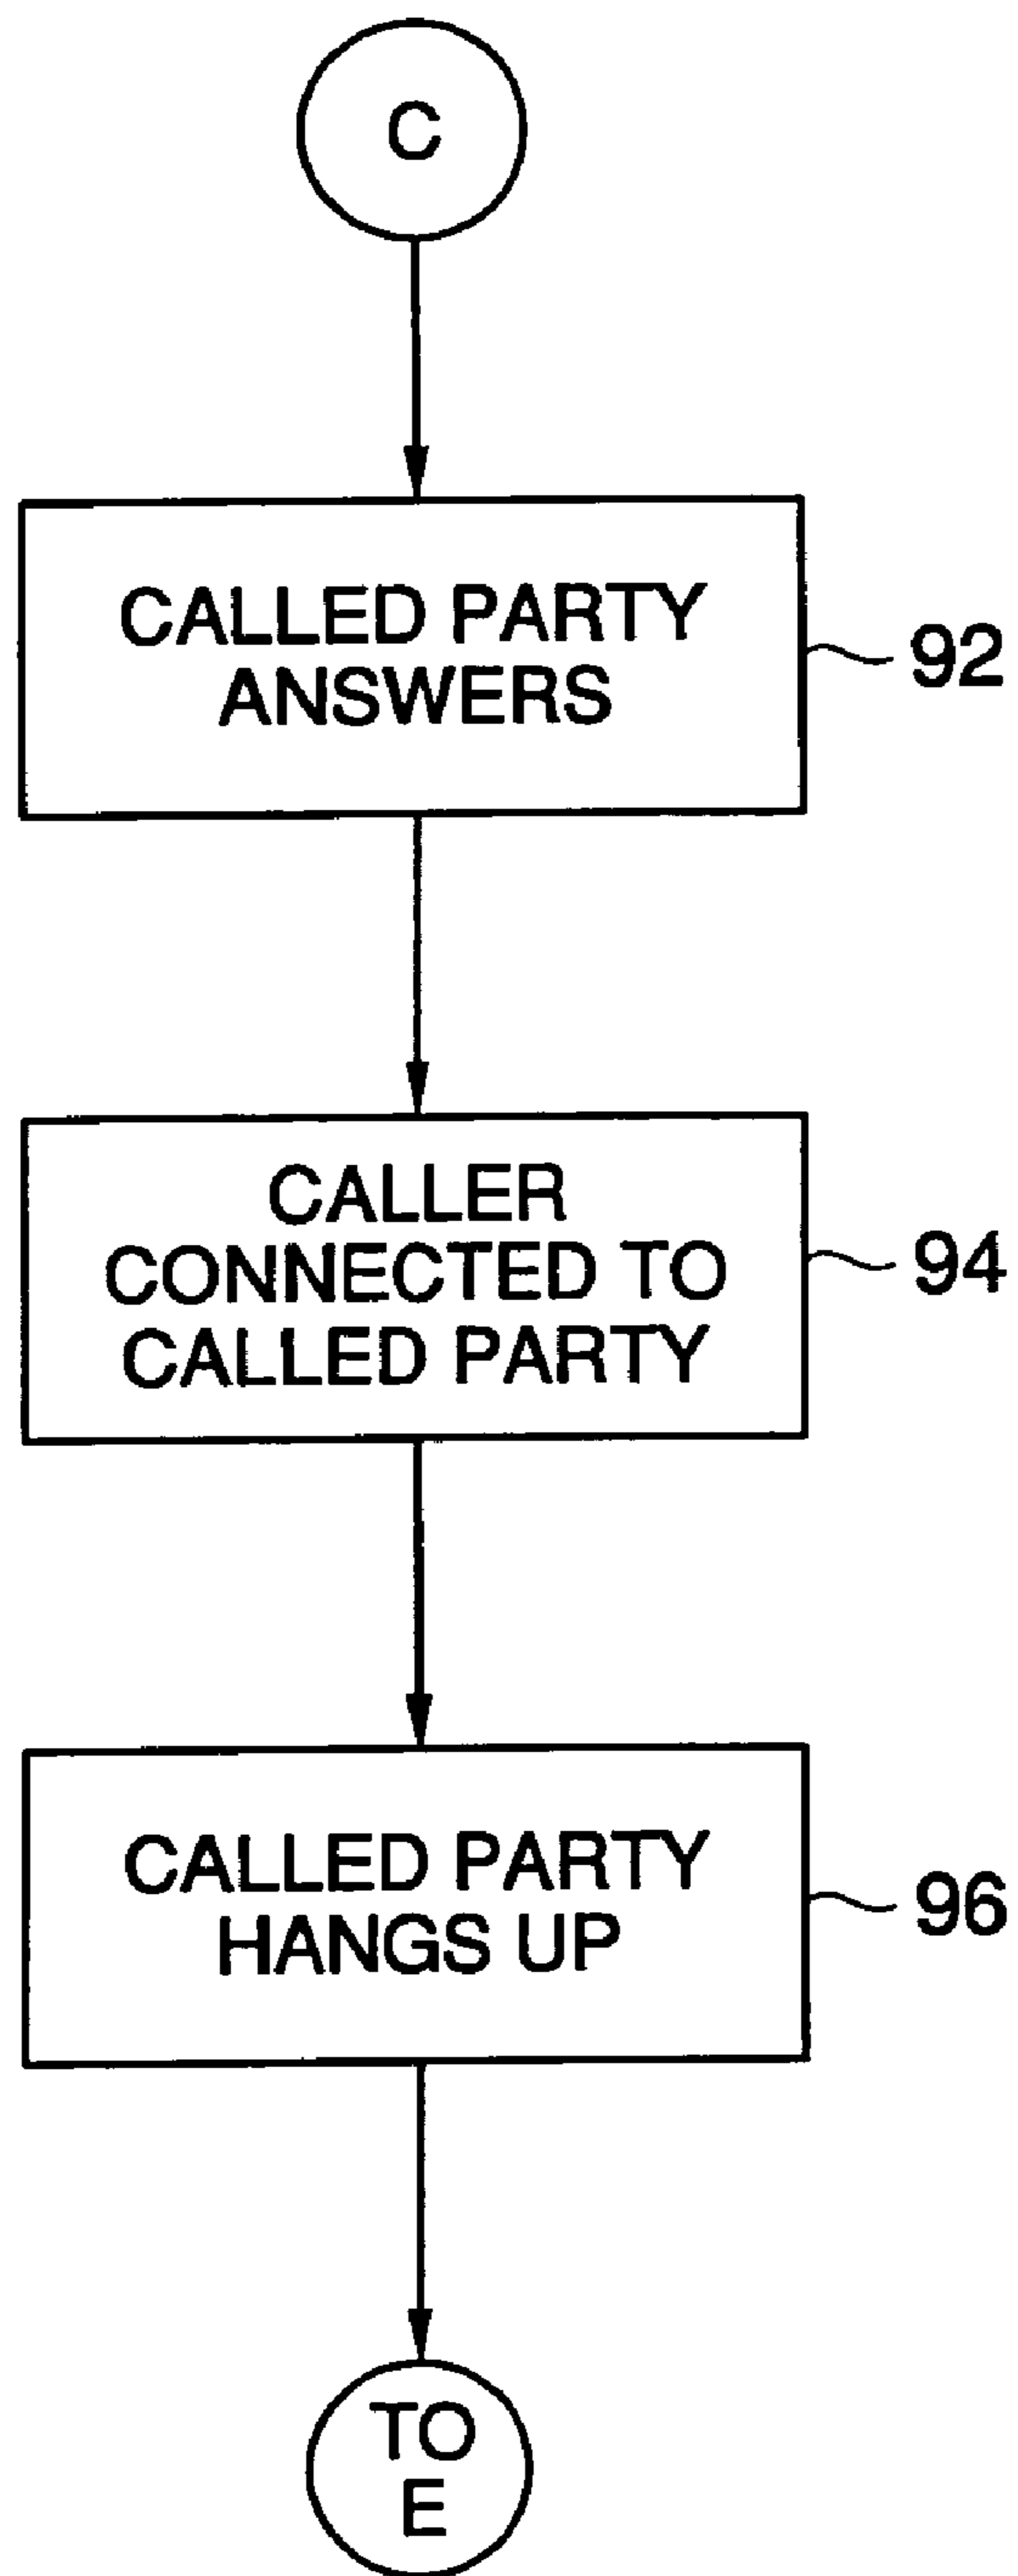 C
CALLED PARTY
ANSWERS
92
CALLER
CONNECTED TO
CALLED PARTY
94
CALLED PARTY
HANGS UP
96
TO
E